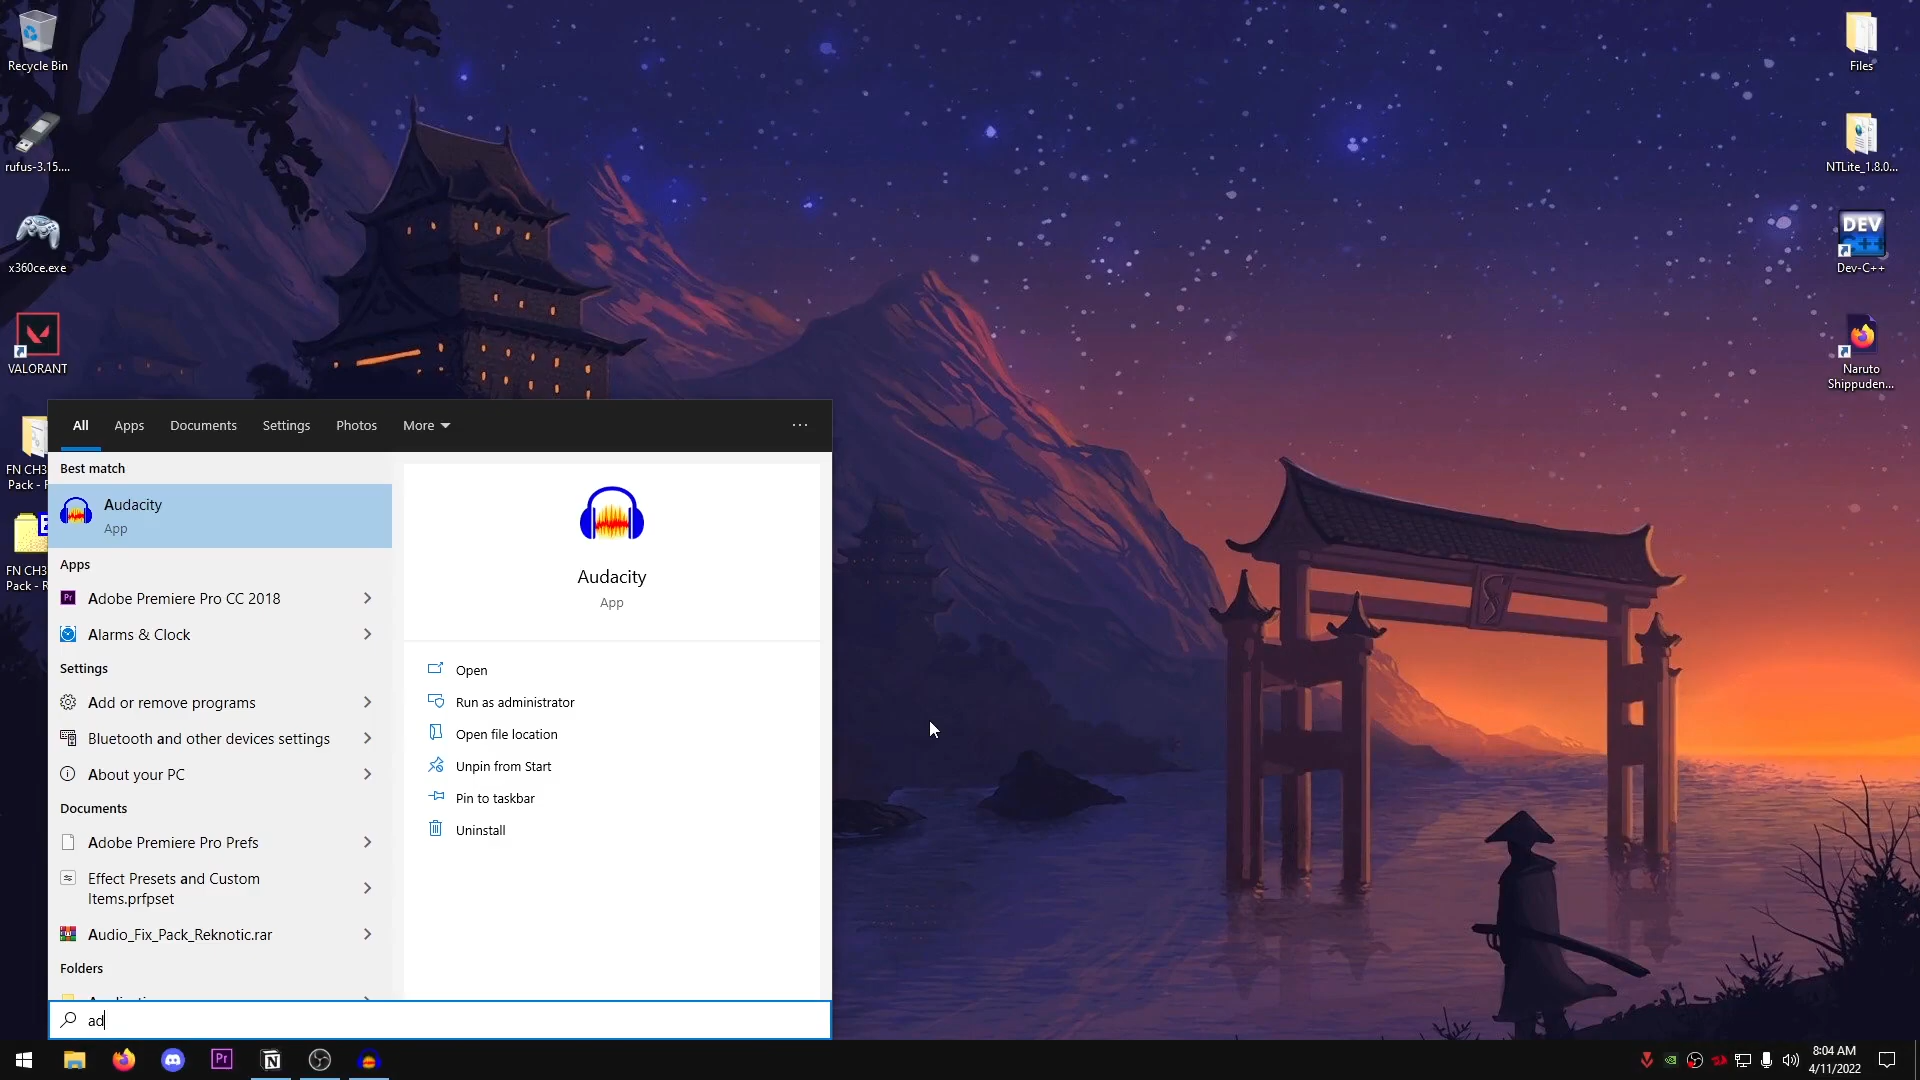 Recycle Bin
rufus-3.15....
x360ce.exe
VALORANT
FN CH3
Pack - F
FN CH3
Pack - R
Files
NTLite_1.8.0...
DEV
C++
Dev-C++
Naruto
Shippuden...
All
Apps
Documents
Settings
Photos
More
...
Best match
Audacity
App
Apps
Pr
Adobe Premiere Pro CC 2018
Alarms & Clock
Settings
Add or remove programs
Bluetooth and other devices settings
About your PC
Documents
Adobe Premiere Pro Prefs
Effect Presets and Custom
Items.prfpset
Audio_Fix_Pack_Reknotic.rar
Folders
Audacity
App
Open
Run as administrator
Open file location
Unpin from Start
Pin to taskbar
Uninstall
ad
Pr
N
8:04 AM
4/11/2022